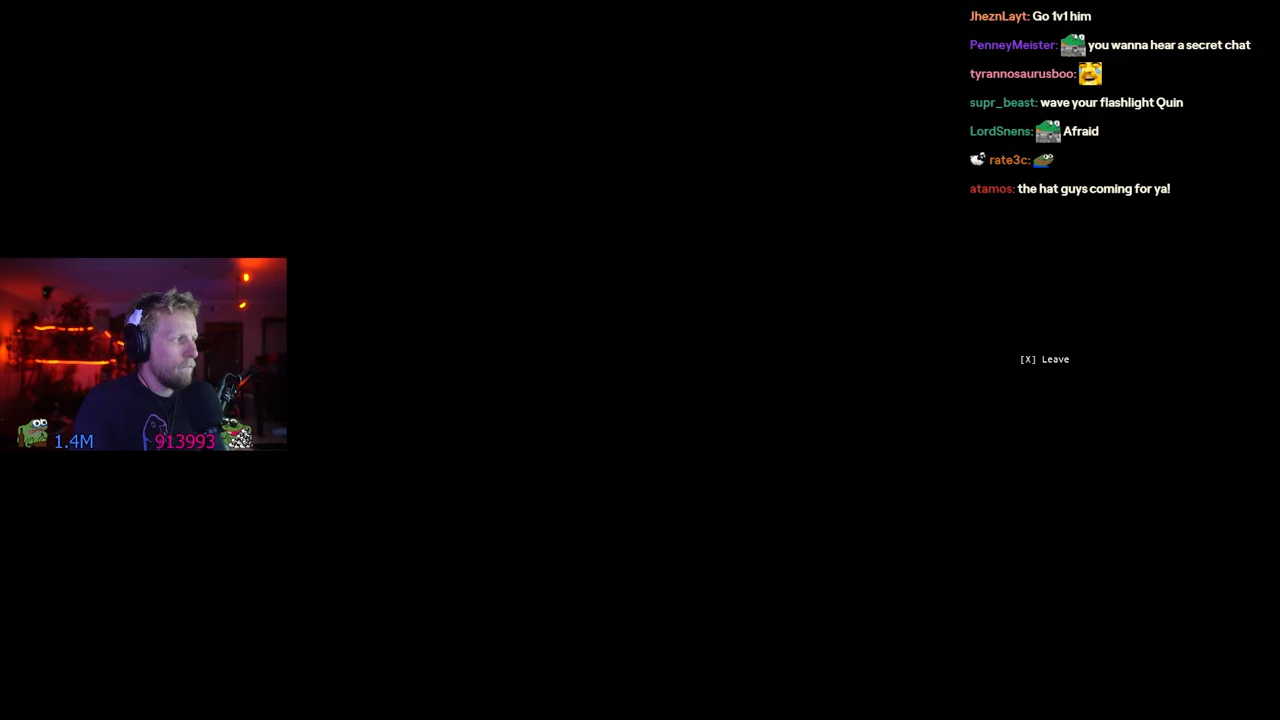 JheznLayt: Go 1v1 him
PenneyMeister: you wanna hear a secret chat
tyrannosaurusboo:
supr_beast: wave your flashlight Quin
LordSnens: Afraid
rate3c:
atamos: the hat guys coming for ya!
[X] Leave
1.4M 913993